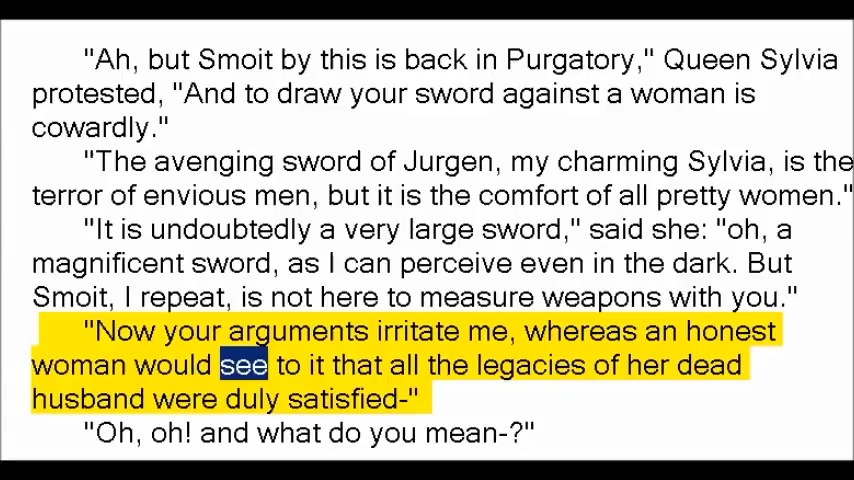 "Ah, but Smoit by this is back in Purgatory," Queen Sylvia
protested, "And to draw your sword against a woman is
cowardly."
"The avenging sword of Jurgen, my charming Sylvia, is the
terror of envious men, but it is the comfort of all pretty women."
"It is undoubtedly a very large sword," said she: "oh, a
magnificent sword, as I can perceive even in the dark. But
Smoit, I repeat, is not here to measure weapons with you."
"Now your arguments irritate me, whereas an honest
woman would see to it that all the legacies of her dead
husband were duly satisfied-"
"Oh, oh! and what do you mean-?"